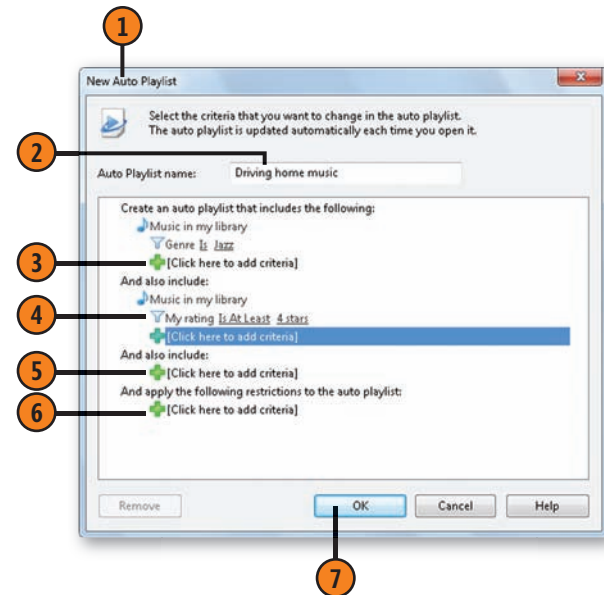 1
New Auto Playlist
Select the criteria that you want to change in the auto playlist.
The auto playlist is updated automatically each time you open it.
2
Auto Playlist name: Driving home music
Create an auto playlist that includes the following:
Music in my library
Genre Is Jazz
3
[Click here to add criteria]
And also include:
Music in my library
4
My rating Is At Least 4 stars
[Click here to add criteria]
And also include:
5
[Click here to add criteria]
And apply the following restrictions to the auto playlist:
6
[Click here to add criteria]
Remove OK Cancel Help
7